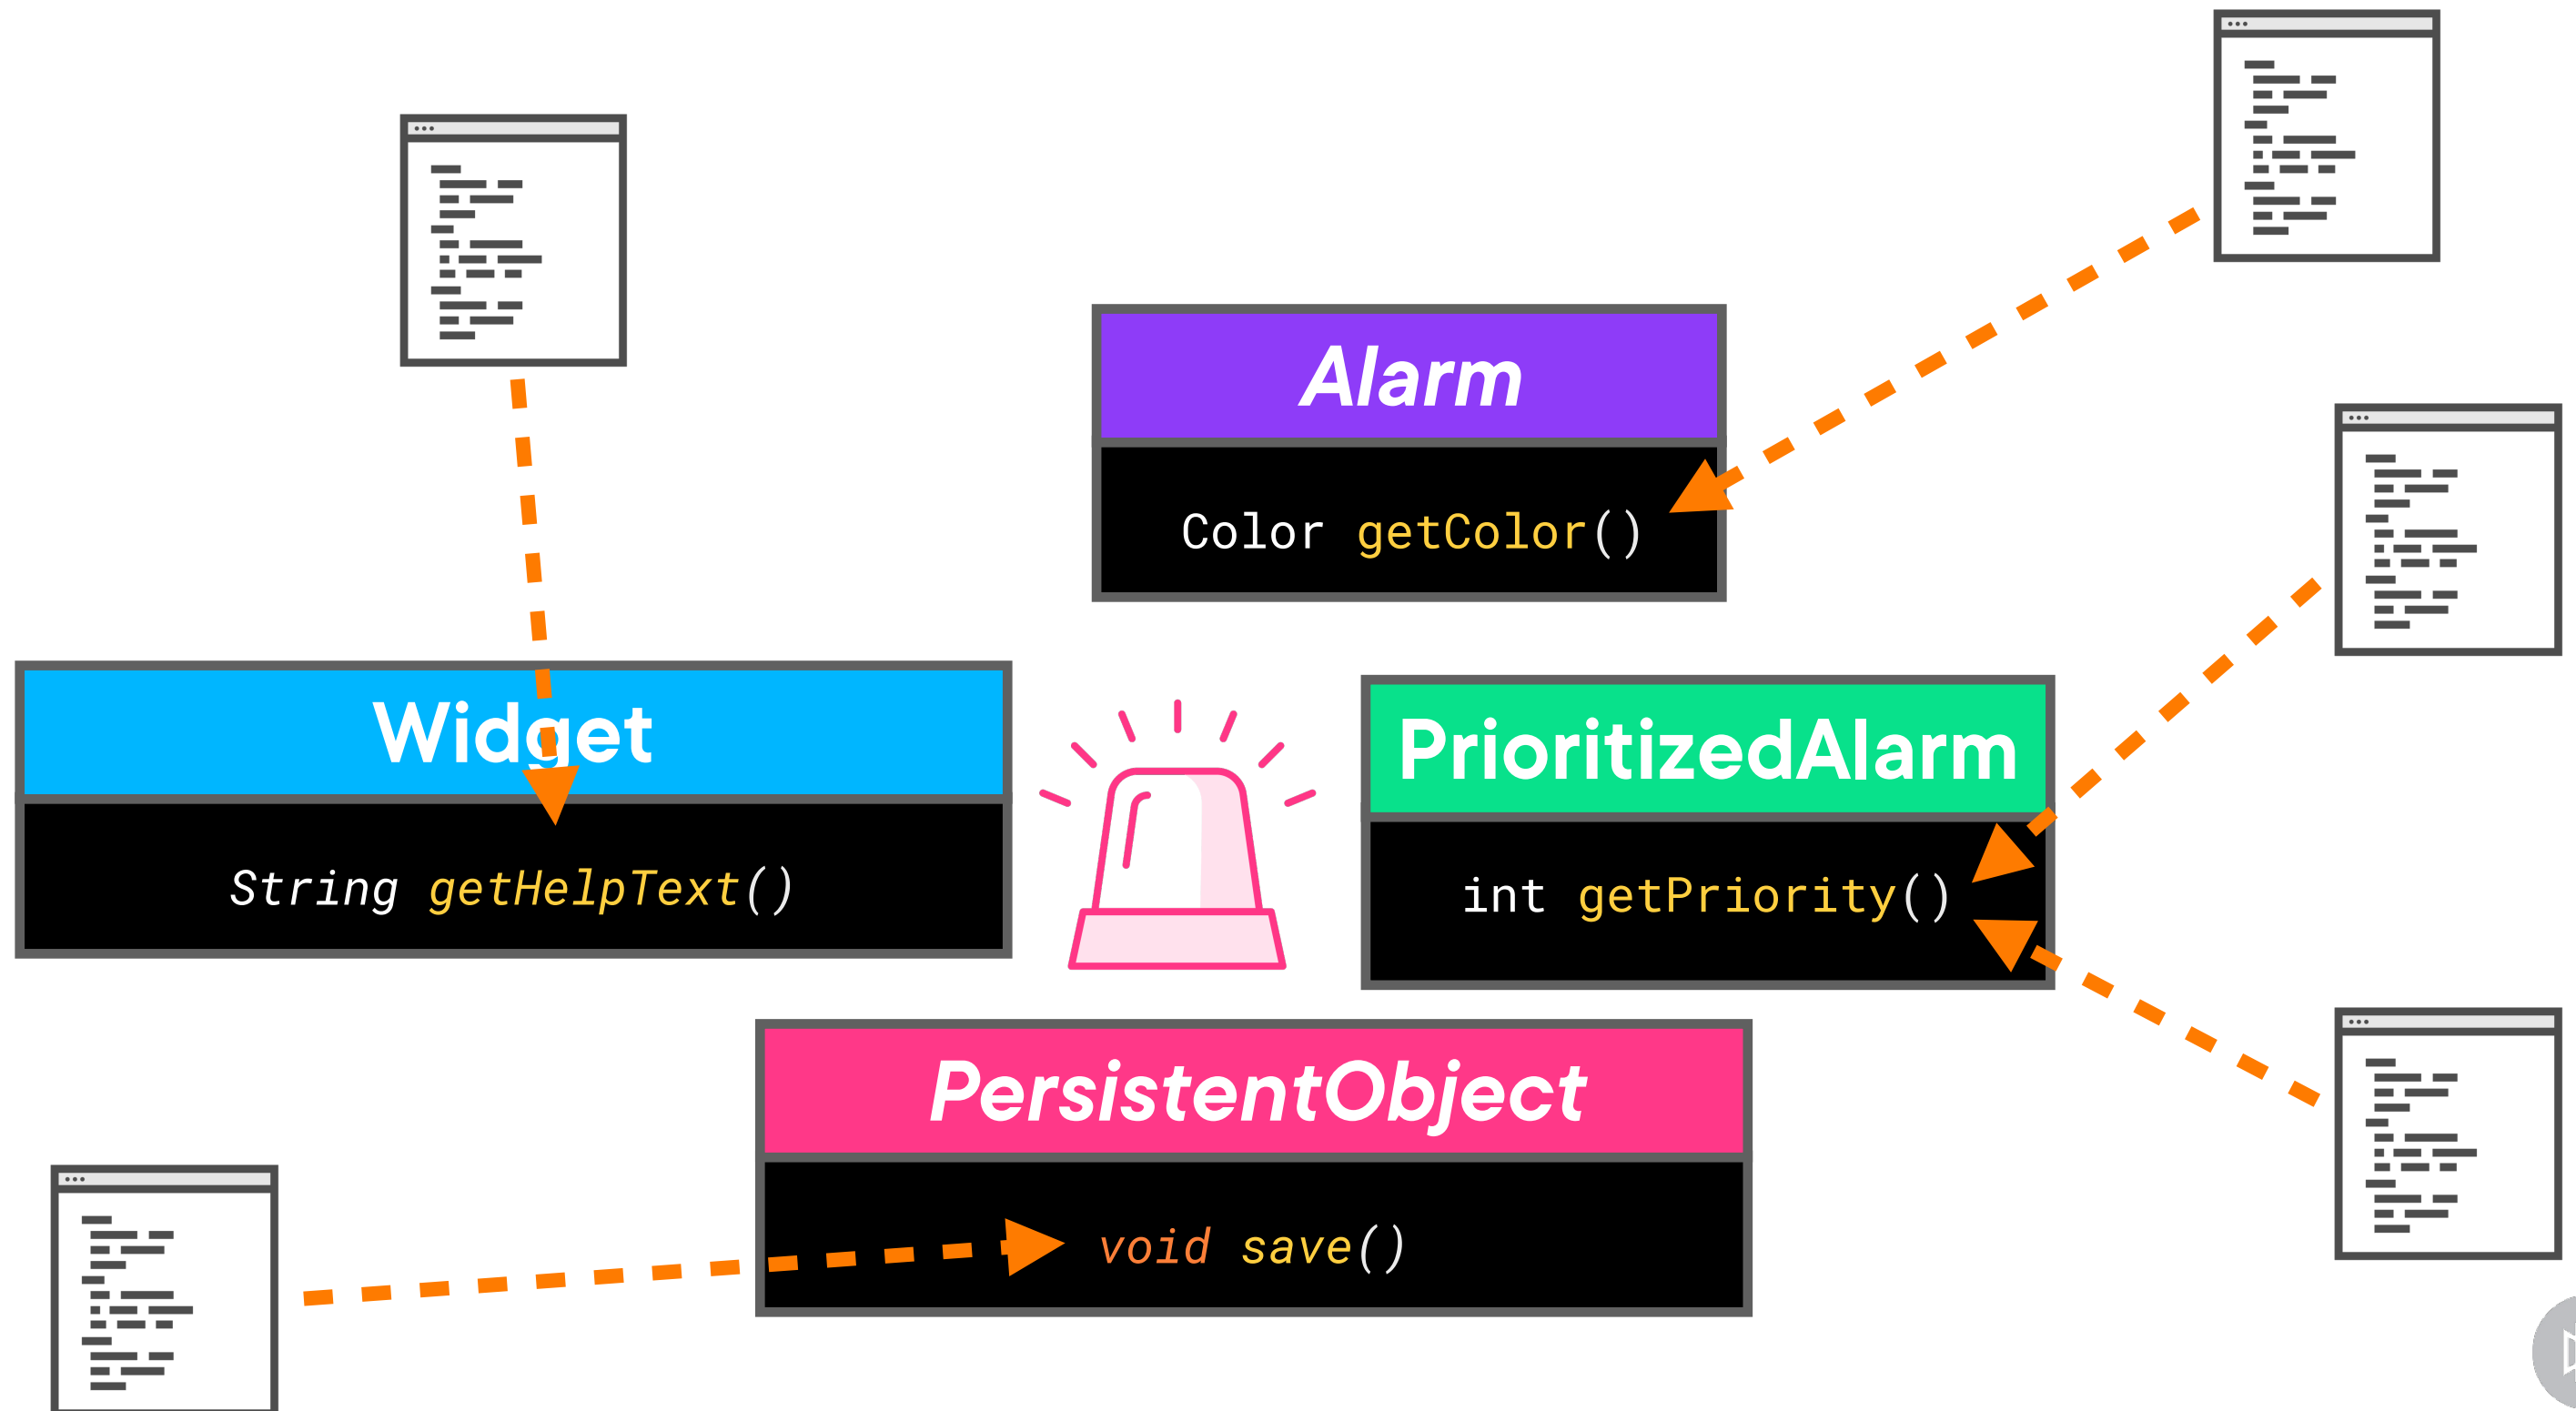 Alarm
Color getColor()
Widget
String getHelpText()
PrioritizedAlarm
int getPriority()
PersistentObject
void save()